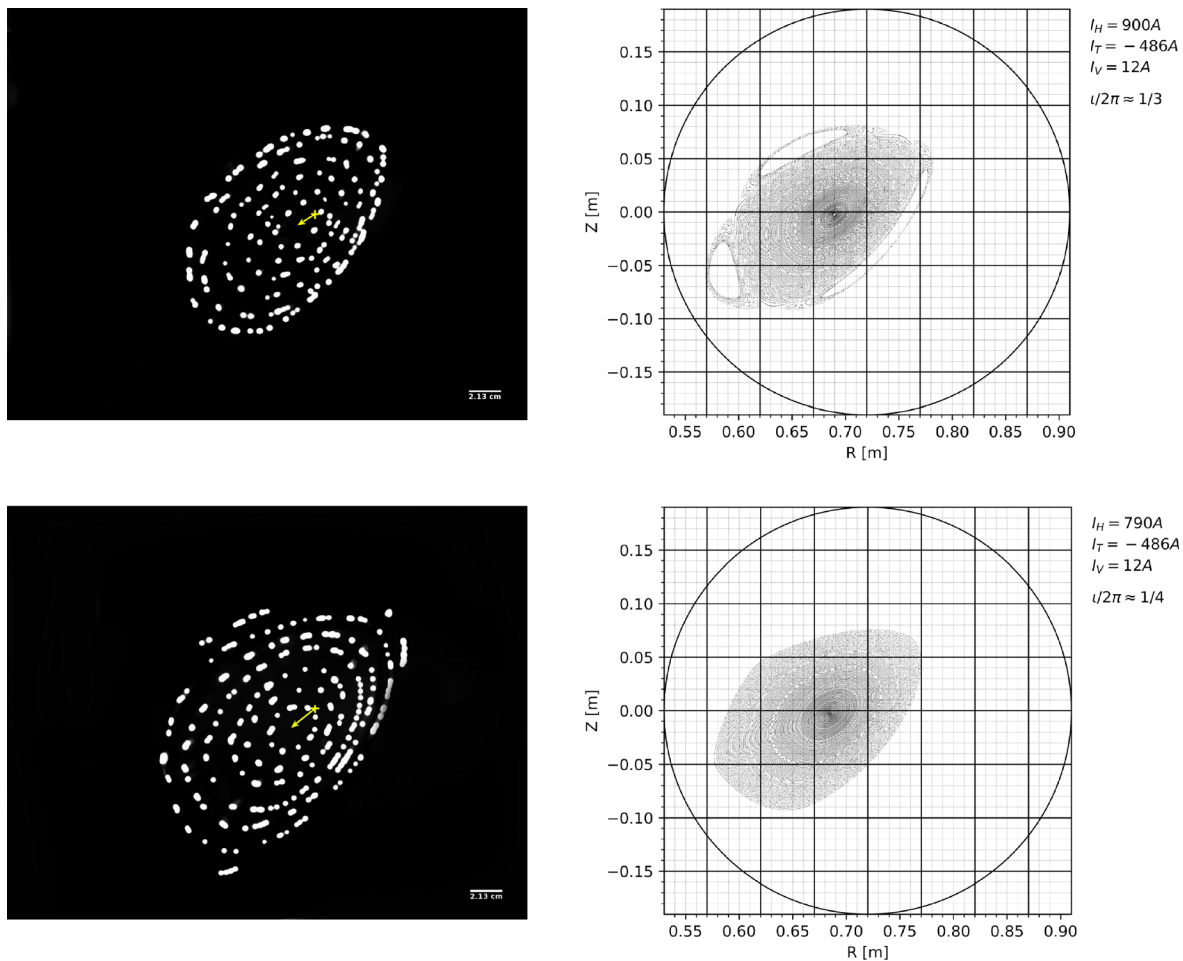 2.13 cm
0.15
0.10
0.05
0.00
−0.05
−0.10
−0.15
Z [m]
0.55 0.60 0.65 0.70 0.75 0.80 0.85 0.90
R [m]
I_H = 900A
I_T = −486A
I_V = 12A
ι/2π ≈ 1/3
2.13 cm
0.15
0.10
0.05
0.00
−0.05
−0.10
−0.15
Z [m]
0.55 0.60 0.65 0.70 0.75 0.80 0.85 0.90
R [m]
I_H = 790A
I_T = −486A
I_V = 12A
ι/2π ≈ 1/4